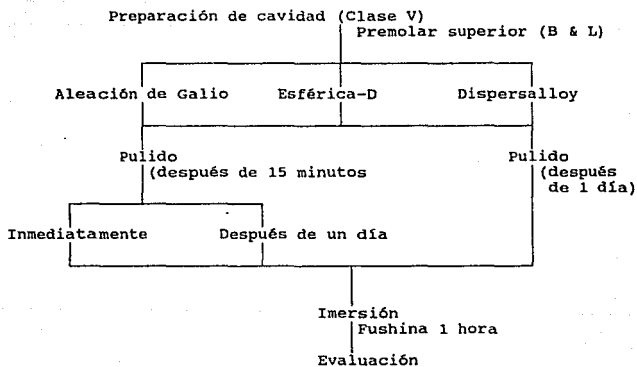 Preparación de cavidad (Clase V)
Premolar superior (B & L)
Aleación de Galio Esférica-D Dispersalloy
Pulido Pulido
(después de 15 minutos (después
de 1 día)
Inmediatamente Después de un día
Imersión
Fushina 1 hora
Evaluación